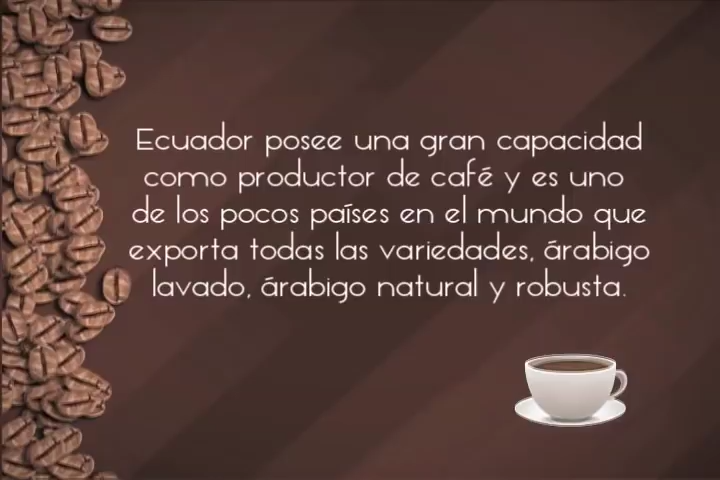 Ecuador posee una gran capacidad
como productor de café y es uno
de los pocos países en el mundo que
exporta todas las variedades, árabigo
lavado, árabigo natural y robusta.